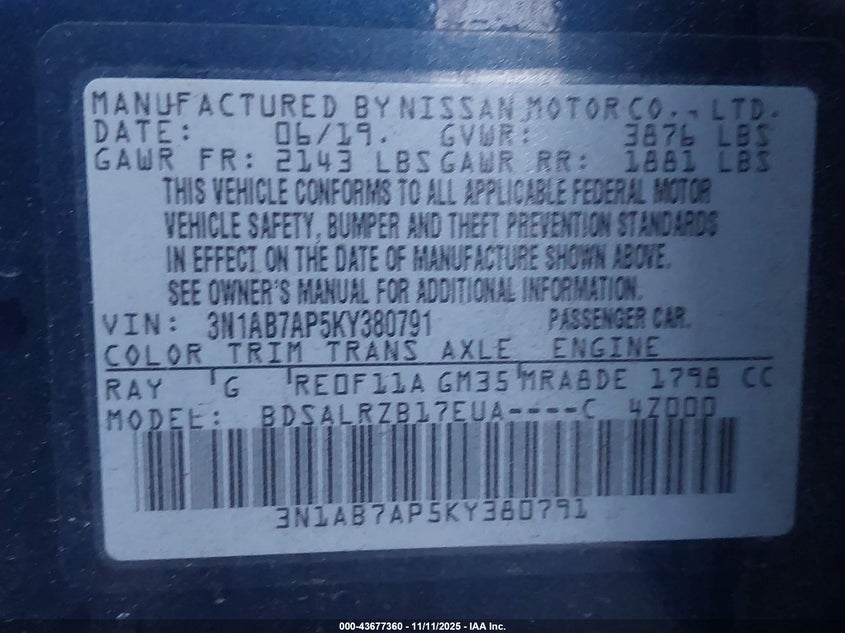 MANUFACTURED BY NISSAN MOTOR CO., LTD.
DATE: 06/19. GVWR: 3876 LBS
GAWR FR: 2143 LBS GAWR RR: 1881 LBS
THIS VEHICLE CONFORMS TO ALL APPLICABLE FEDERAL MOTOR
VEHICLE SAFETY, BUMPER AND THEFT PREVENTION STANDARDS
IN EFFECT ON THE DATE OF MANUFACTURE SHOWN ABOVE.
SEE OWNER'S MANUAL FOR ADDITIONAL INFORMATION.
VIN: 3N1AB7AP5KY380791 PASSENGER CAR.
COLOR TRIM TRANS AXLE ENGINE
RAY G RE0F11A GM35 MRA8DE 1798 CC
MODEL: BDSALRZB17EUA----C 4Z000
3N1AB7AP5KY380791
000-43677360 - 11/11/2025 - IAA Inc.